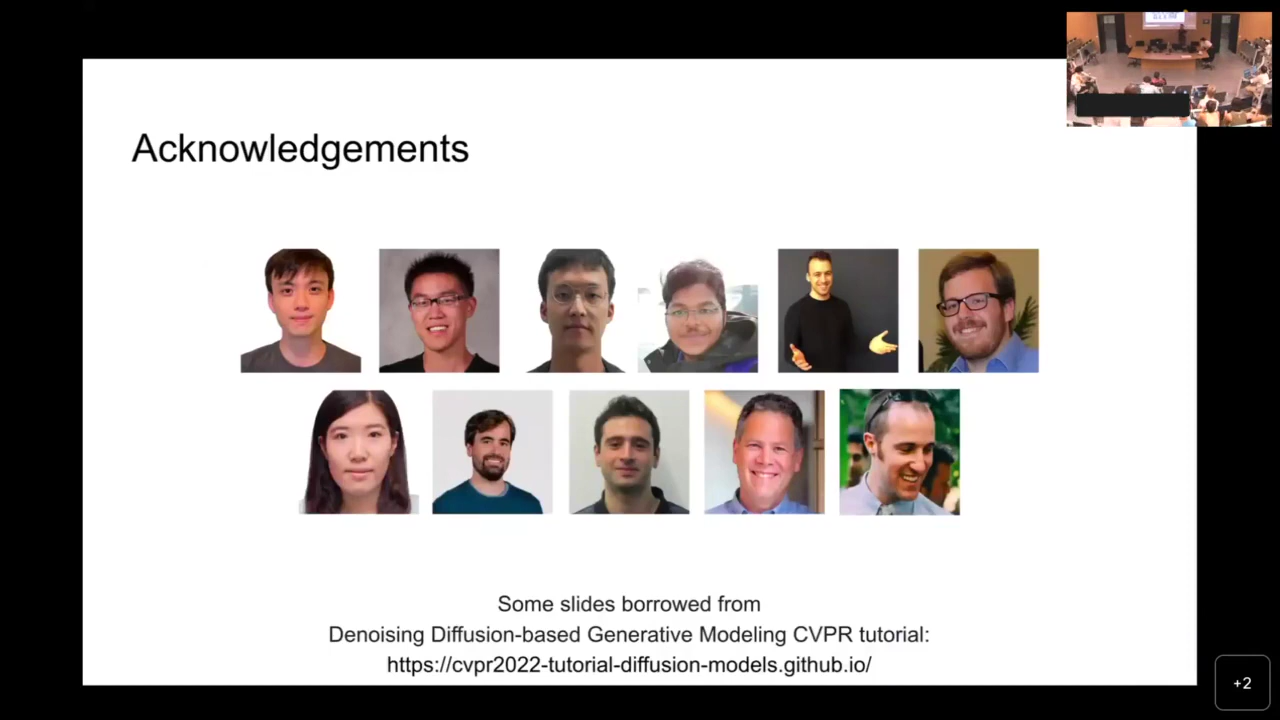 Acknowledgements
Some slides borrowed from
Denoising Diffusion-based Generative Modeling CVPR tutorial:
https://cvpr2022-tutorial-diffusion-models.github.io/
+2